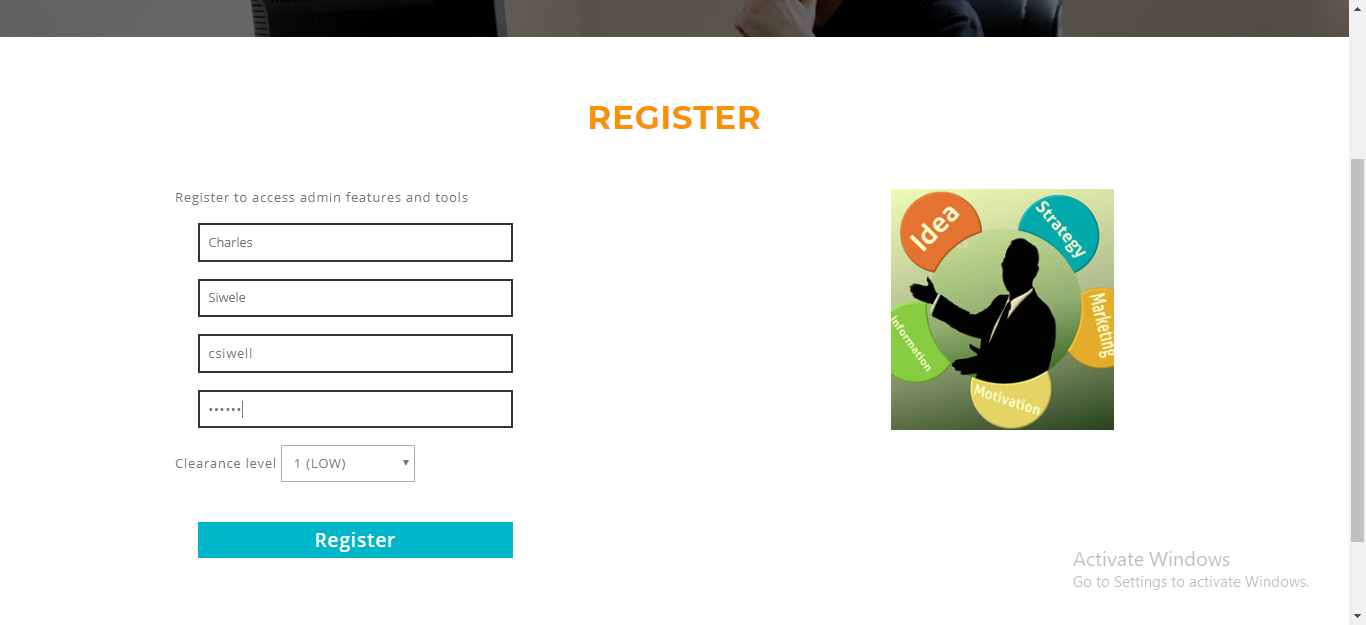 REGISTER
Register to access admin features and tools
Charles
Siwele
csiwell
••••••
Clearance level 1 (LOW)
Register
Idea
Strategy
Marketing
Information
Motivation
Activate Windows
Go to Settings to activate Windows.